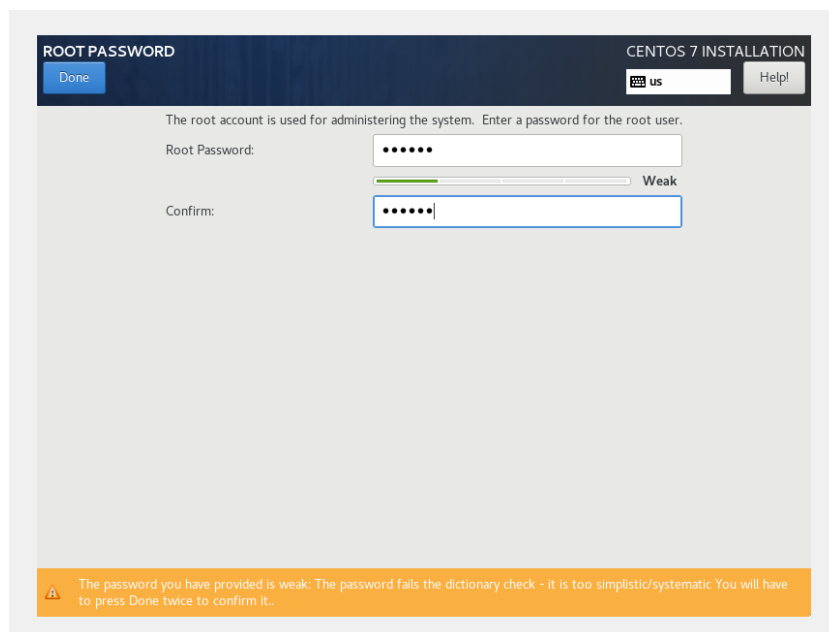 ROOT PASSWORD
CENTOS 7 INSTALLATION
Done
us
Help!
The root account is used for administering the system. Enter a password for the root user.
Root Password:
••••••
Weak
Confirm:
••••••
The password you have provided is weak: The password fails the dictionary check - it is too simplistic/systematic You will have
to press Done twice to confirm it..